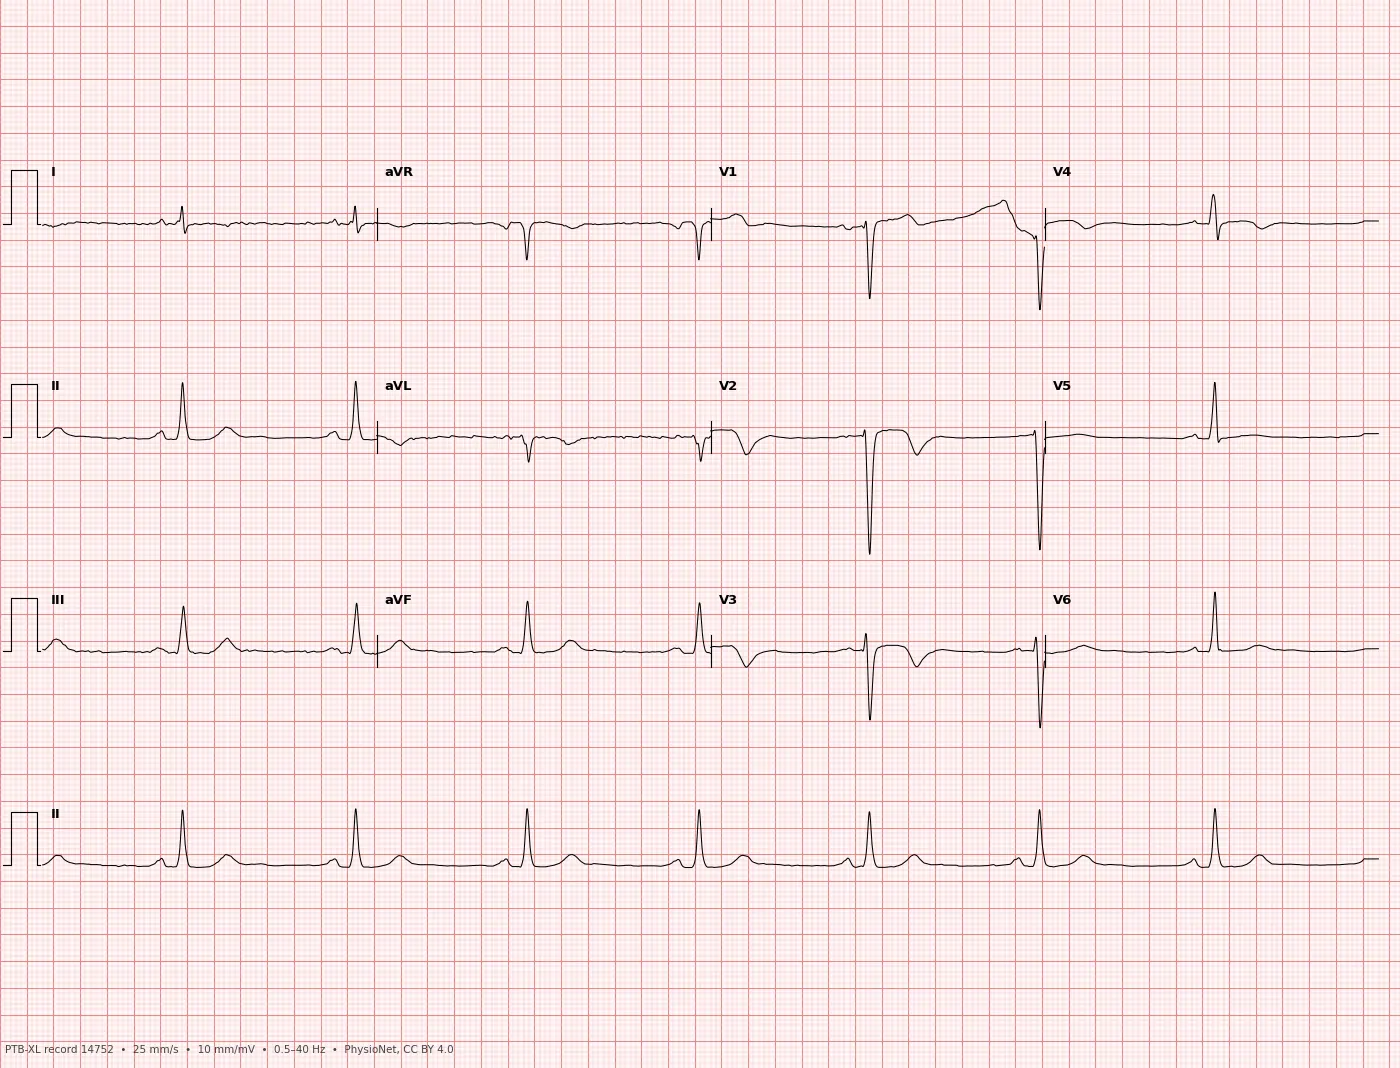 I aVR V1 V4
II aVL V2 V5
III aVF V3 V6
II
PTB-XL record 14752 • 25 mm/s • 10 mm/mV • 0.5–40 Hz • PhysioNet, CC BY 4.0